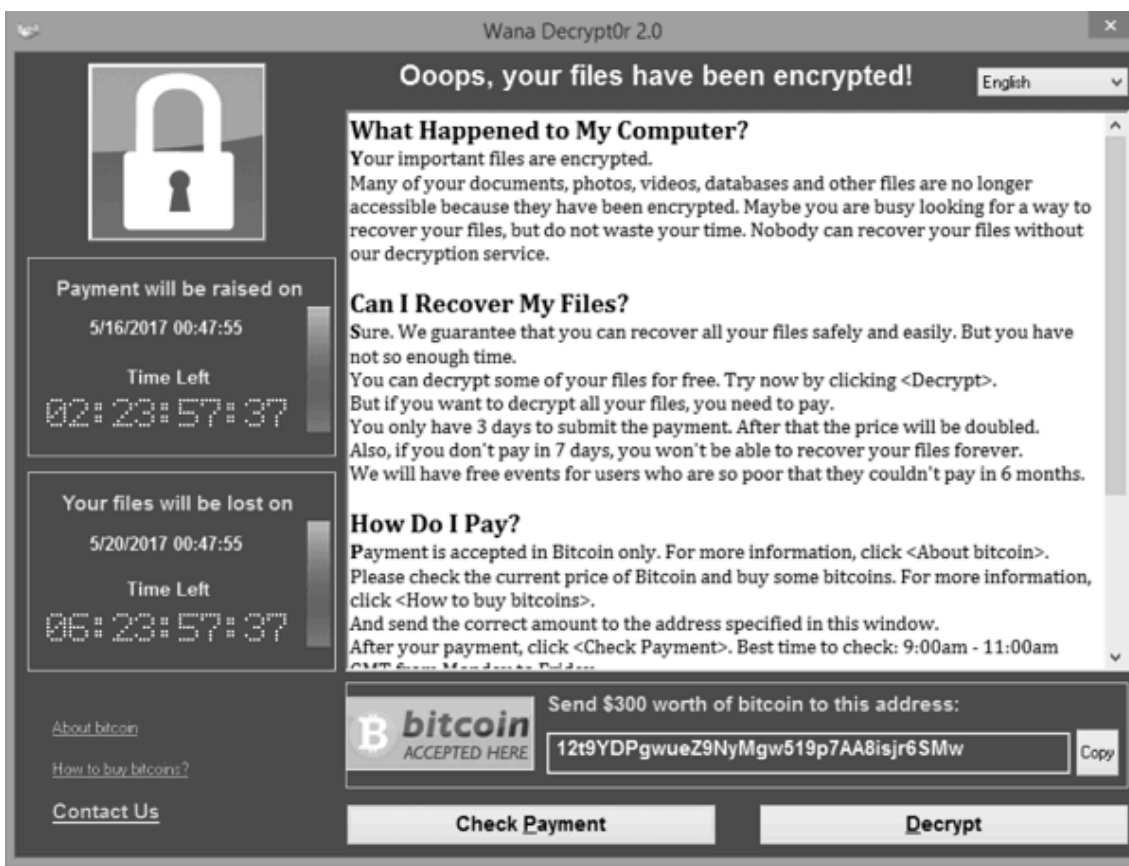 Wana Decrypt0r 2.0
Ooops, your files have been encrypted!
English
Payment will be raised on
5/16/2017 00:47:55
Time Left
02:23:57:37
Your files will be lost on
5/20/2017 00:47:55
Time Left
06:23:57:37
About bitcoin
How to buy bitcoins?
Contact Us
What Happened to My Computer?
Your important files are encrypted.
Many of your documents, photos, videos, databases and other files are no longer
accessible because they have been encrypted. Maybe you are busy looking for a way to
recover your files, but do not waste your time. Nobody can recover your files without
our decryption service.
Can I Recover My Files?
Sure. We guarantee that you can recover all your files safely and easily. But you have
not so enough time.
You can decrypt some of your files for free. Try now by clicking <Decrypt>.
But if you want to decrypt all your files, you need to pay.
You only have 3 days to submit the payment. After that the price will be doubled.
Also, if you don't pay in 7 days, you won't be able to recover your files forever.
We will have free events for users who are so poor that they couldn't pay in 6 months.
How Do I Pay?
Payment is accepted in Bitcoin only. For more information, click <About bitcoin>.
Please check the current price of Bitcoin and buy some bitcoins. For more information,
click <How to buy bitcoins>.
And send the correct amount to the address specified in this window.
After your payment, click <Check Payment>. Best time to check: 9:00am - 11:00am
GMT from Monday to Friday
bitcoin
ACCEPTED HERE
Send $300 worth of bitcoin to this address:
12t9YDPgwueZ9NyMgw519p7AA8isjr6SMw
Copy
Check Payment
Decrypt